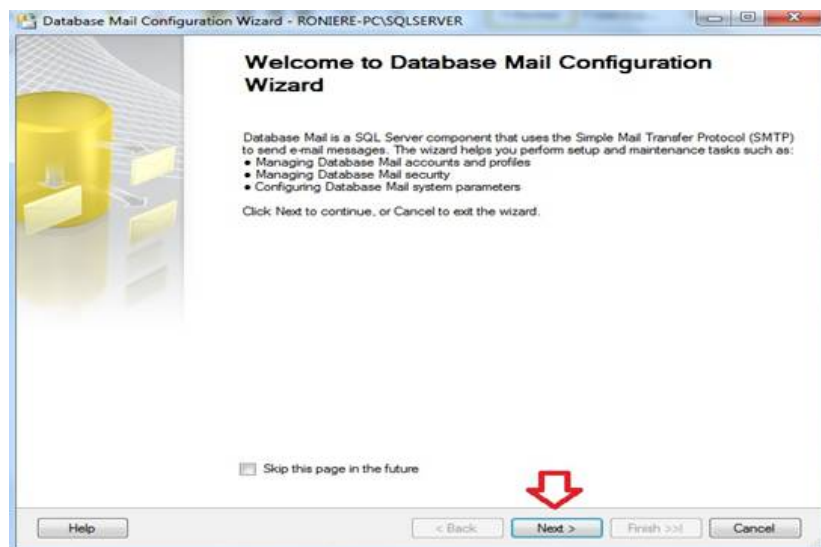 Database Mail Configuration Wizard - RONIERE-PC\SQLSERVER
Welcome to Database Mail Configuration
Wizard
Database Mail is a SQL Server component that uses the Simple Mail Transfer Protocol (SMTP)
to send e-mail messages. The wizard helps you perform setup and maintenance tasks such as:
• Managing Database Mail accounts and profiles
• Managing Database Mail security
• Configuring Database Mail system parameters
Click Next to continue, or Cancel to exit the wizard.
Skip this page in the future
Help < Back Next > Finish >>| Cancel